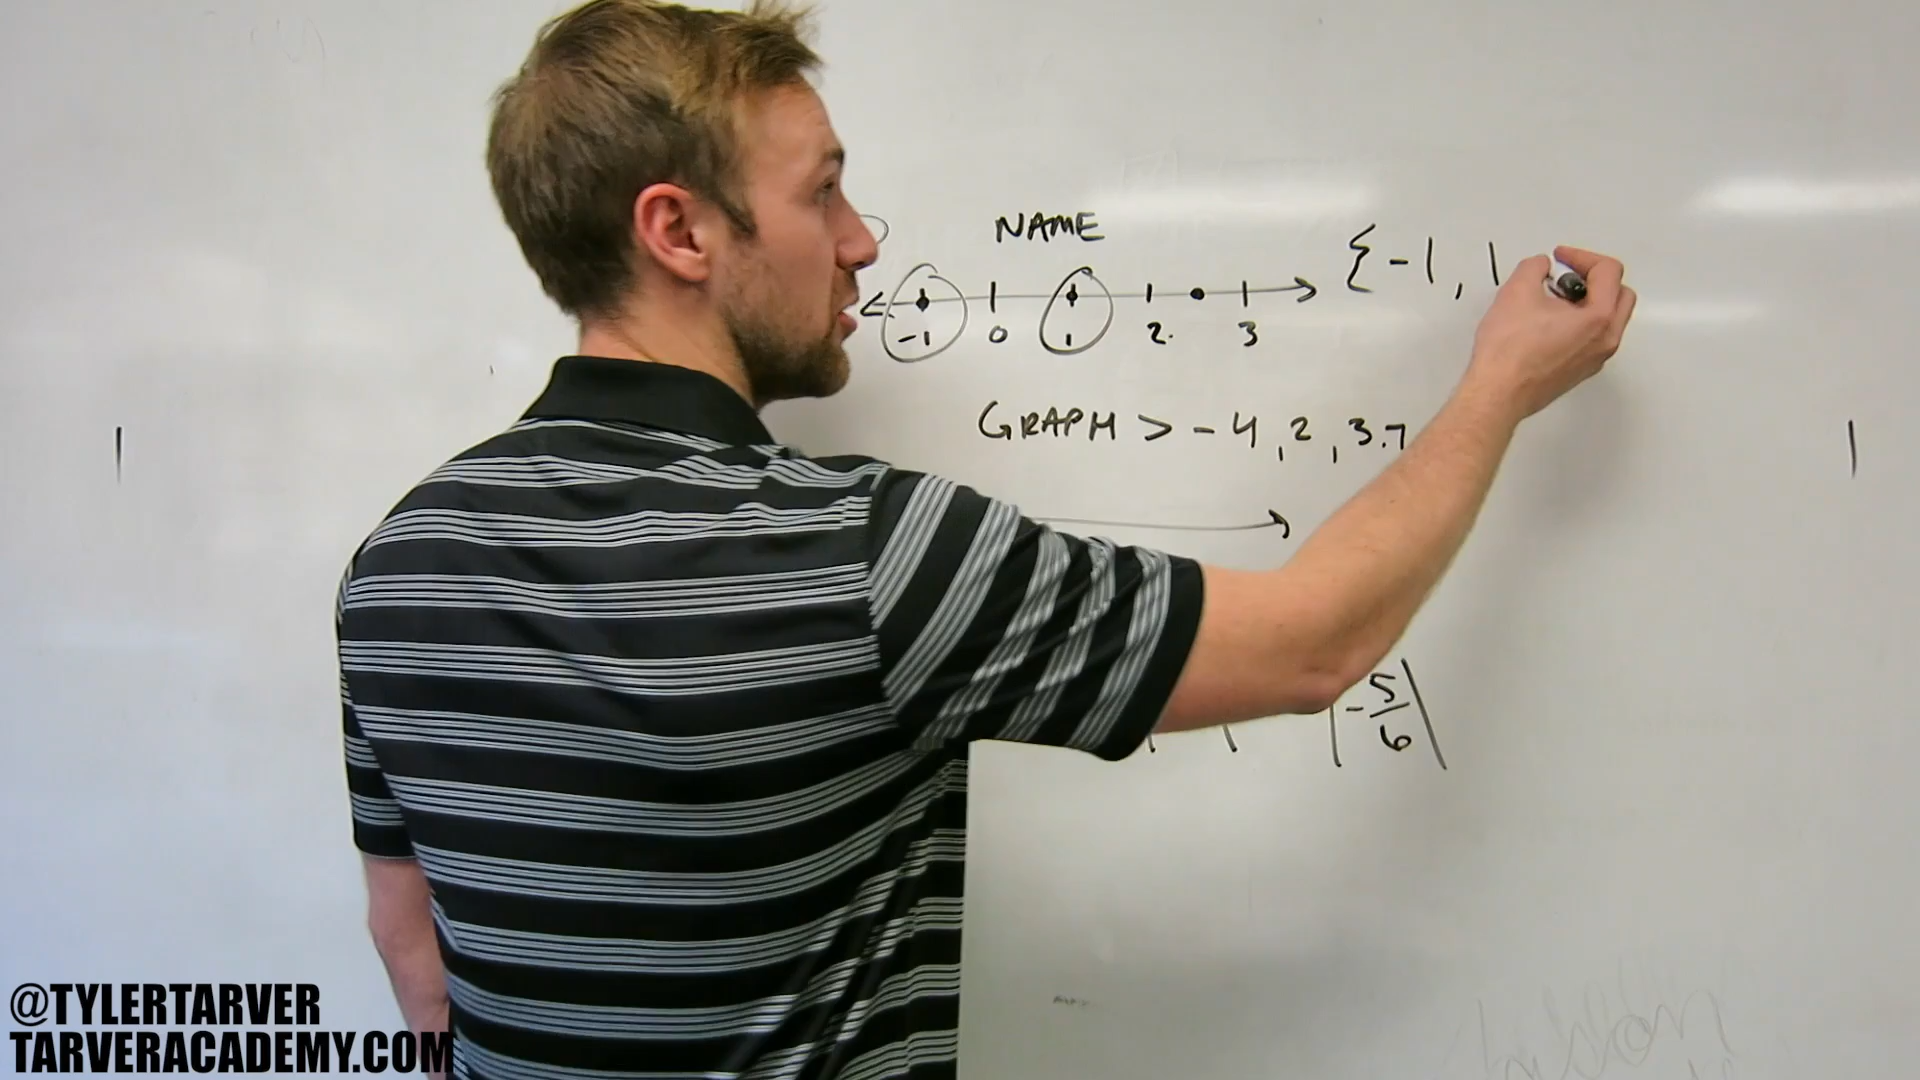 NAME
{ -1 , 1
-1 0 1 2 3
GRAPH > -4 , 2 , 3.7
|-5/6|
@TYLERTARVER
TARVERACADEMY.COM